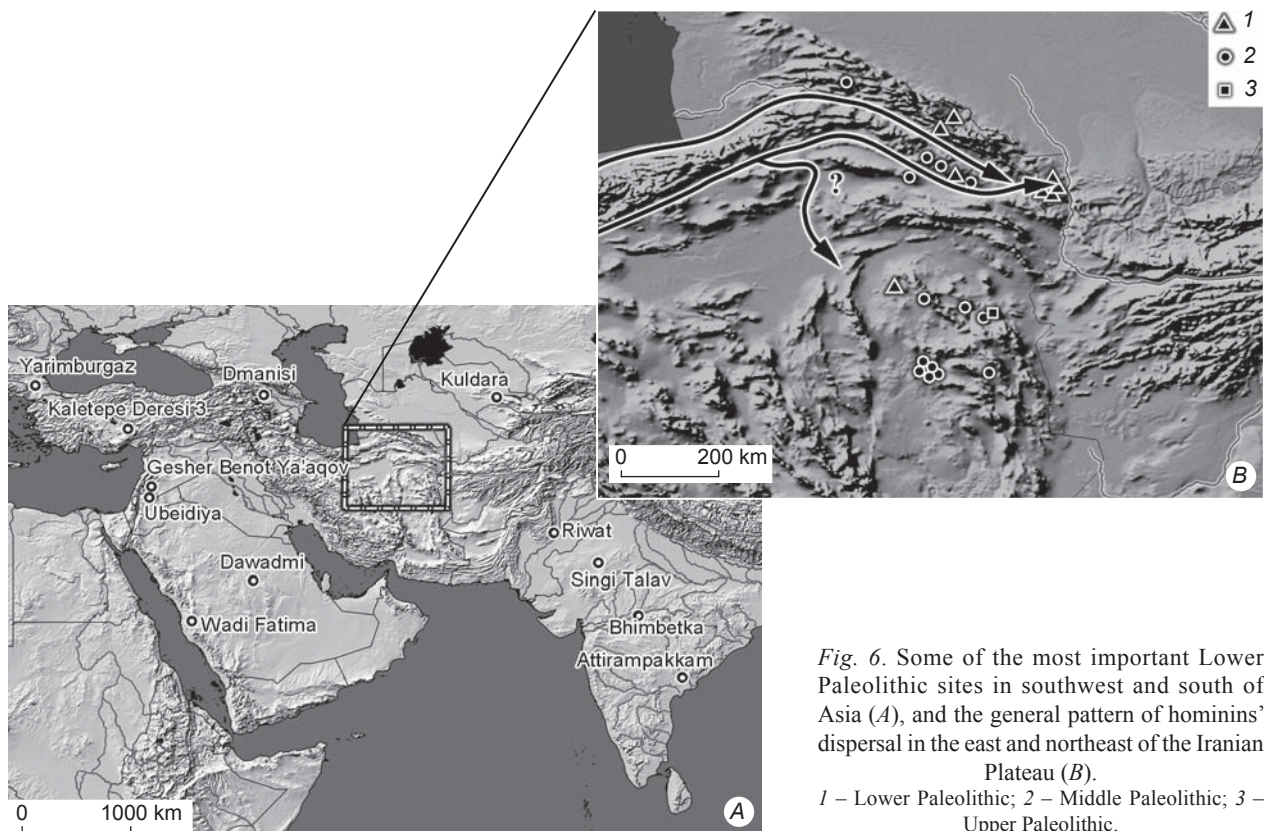 1
2
3
?
0 200 km
B
Yarimburgaz
Dmanisi
Kuldara
Kaletepe Deresi 3
Gesher Benot Ya'aqov
Ubeidiya
Dawadmi
Wadi Fatima
Riwat
Singi Talav
Bhimbetka
Attirampakkam
0 1000 km
A
Fig. 6. Some of the most important Lower
Paleolithic sites in southwest and south of
Asia (A), and the general pattern of hominins’
dispersal in the east and northeast of the Iranian
Plateau (B).
1 – Lower Paleolithic; 2 – Middle Paleolithic; 3 –
Upper Paleolithic.